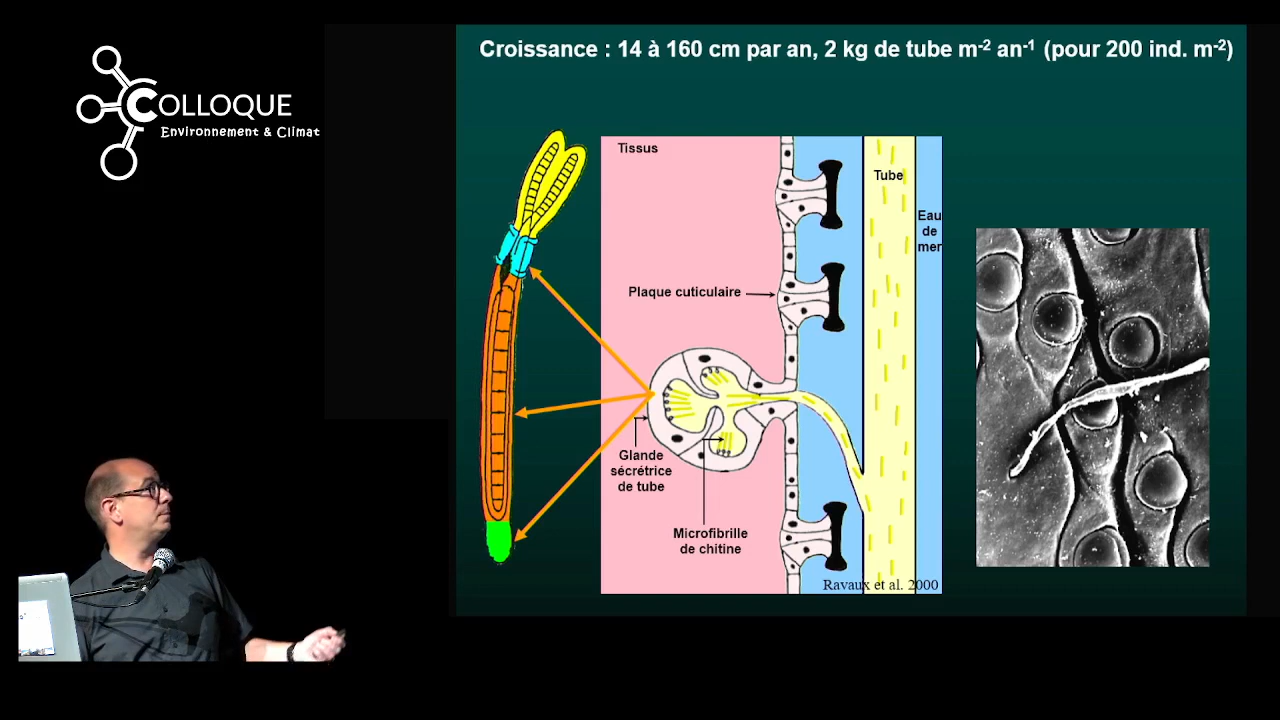 COLLOQUE
Environnement & Climat
Croissance : 14 à 160 cm par an, 2 kg de tube m-2 an-1 (pour 200 ind. m-2)
Tissus
Tube
Eau
de
mer
Plaque cuticulaire
Glande
sécrétrice
de tube
Microfibrille
de chitine
Ravaux et al. 2000